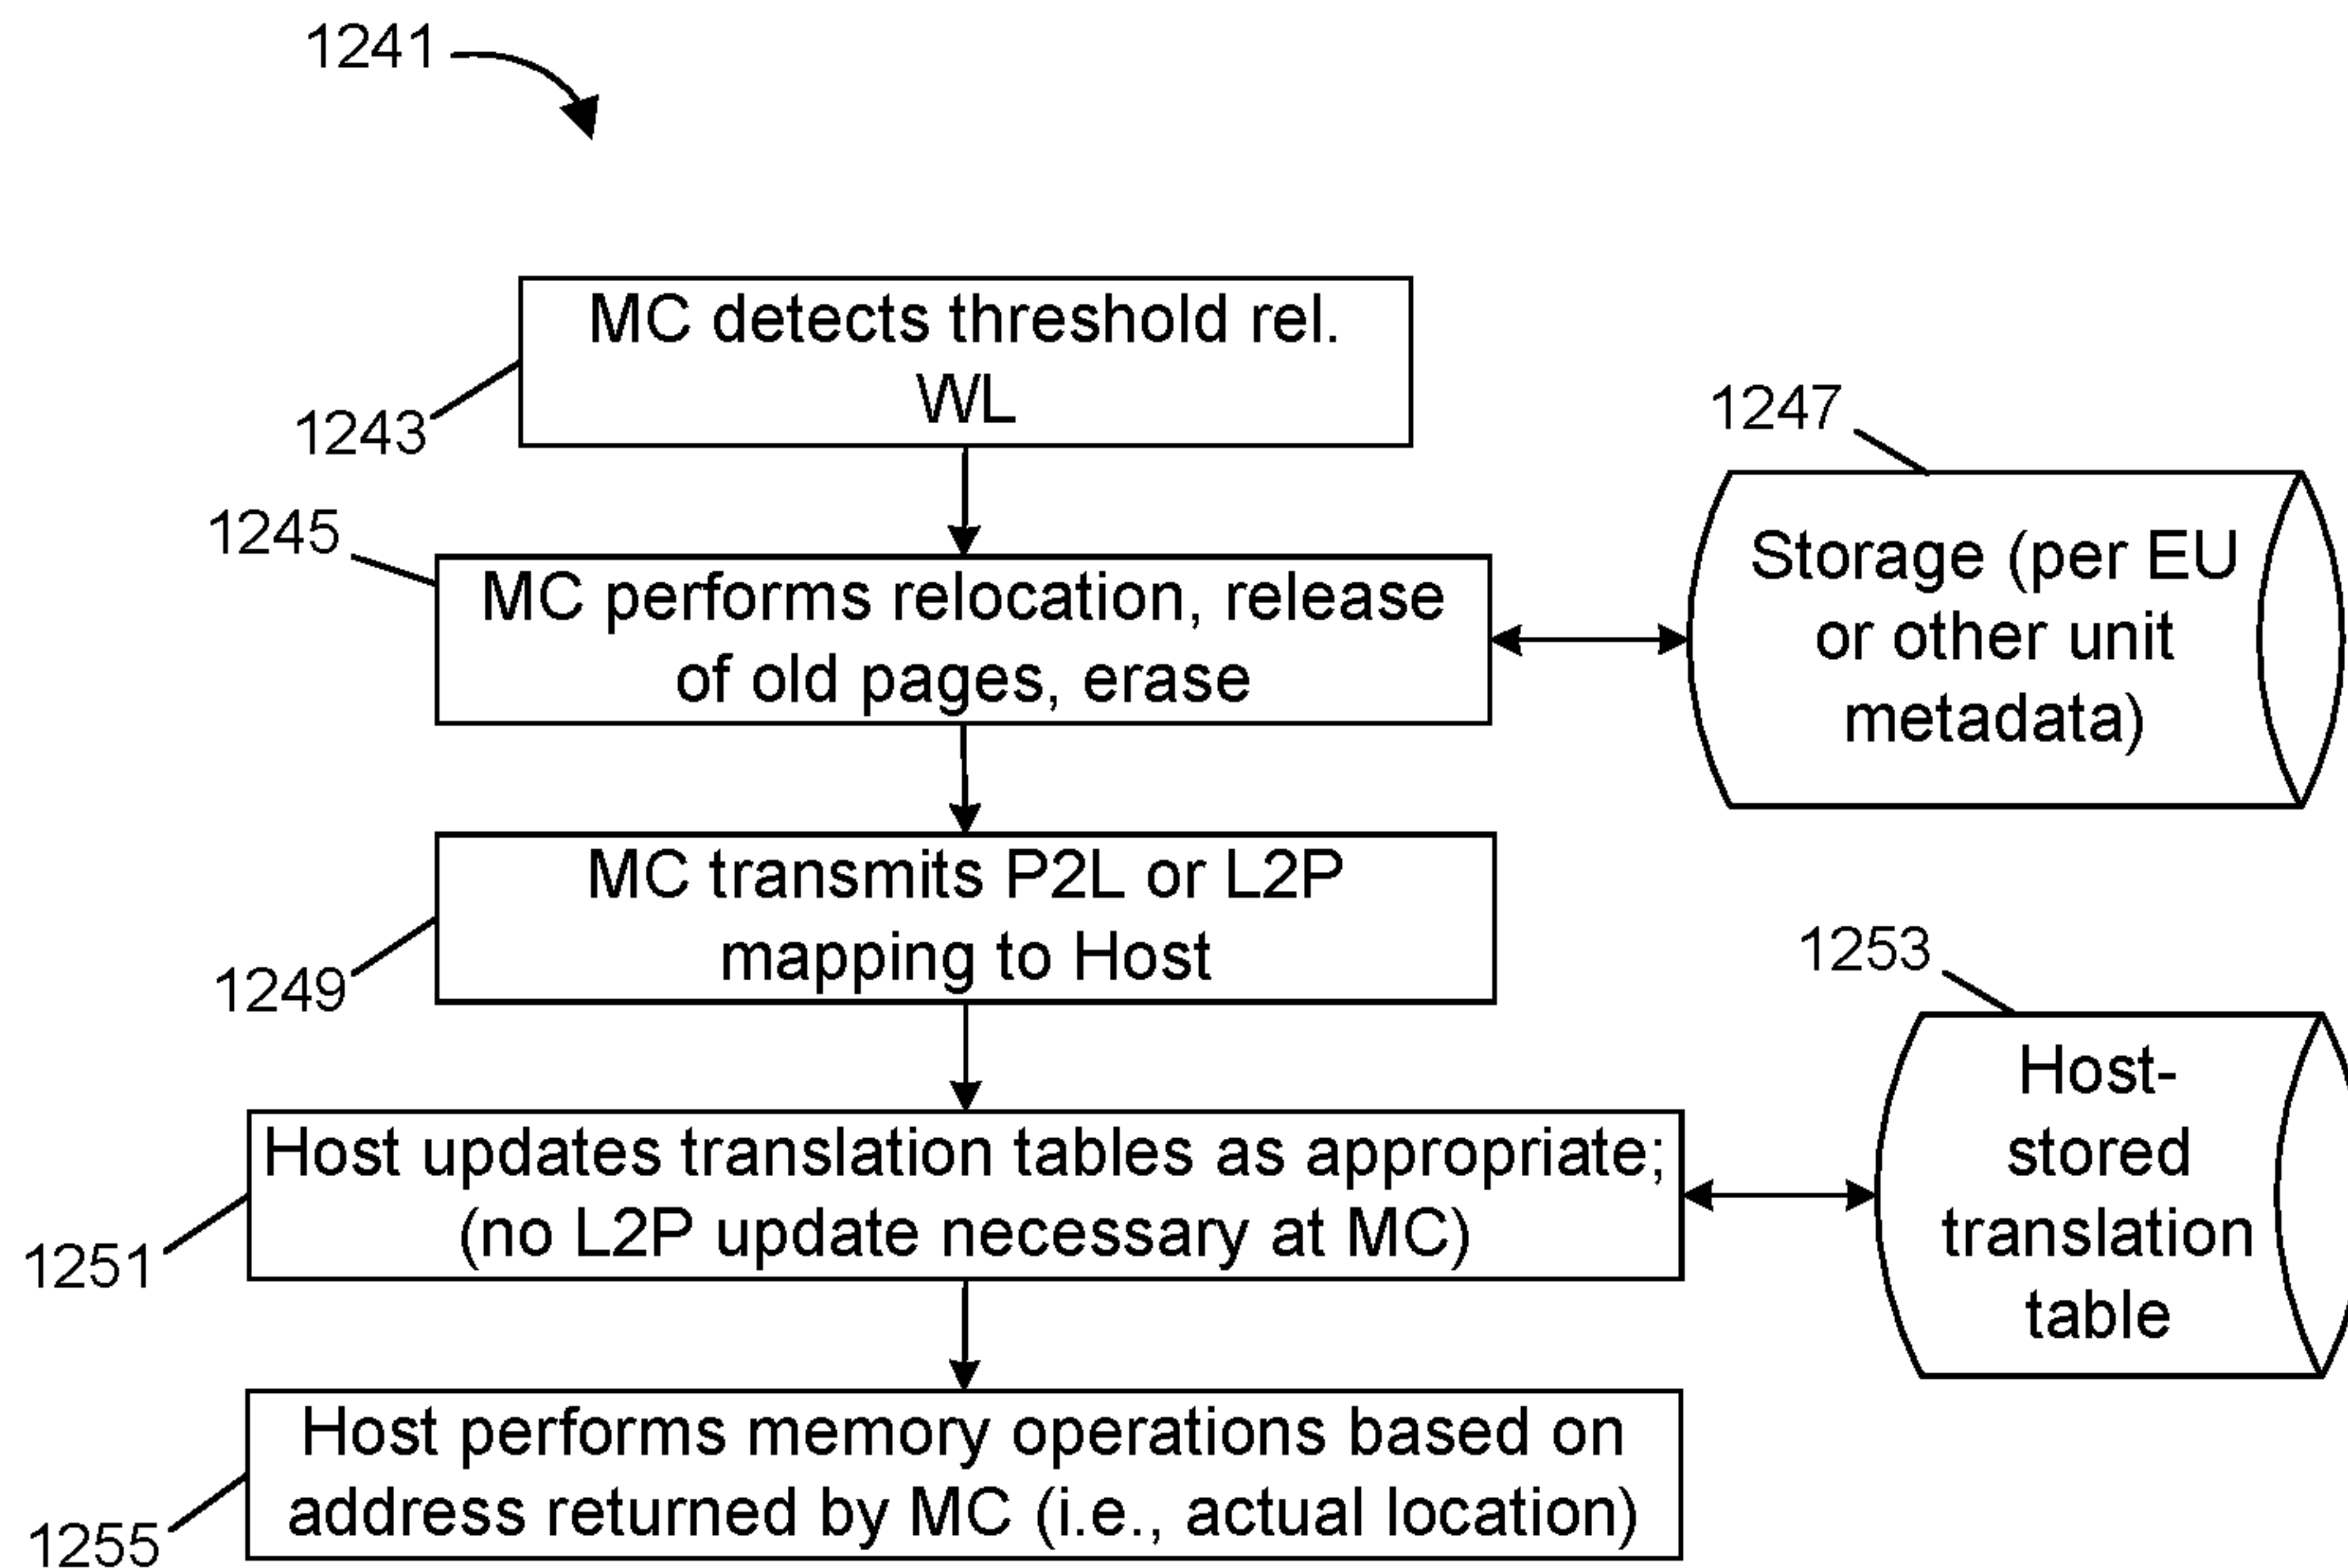 1241
MC detects threshold rel.
WL
1243
1247
1245
MC performs relocation, release
of old pages, erase
Storage (per EU
or other unit
metadata)
MC transmits P2L or L2P
mapping to Host
1249
1253
Host updates translation tables as appropriate;
(no L2P update necessary at MC)
1251
Host-
stored
translation
table
Host performs memory operations based on
address returned by MC (i.e., actual location)
1255